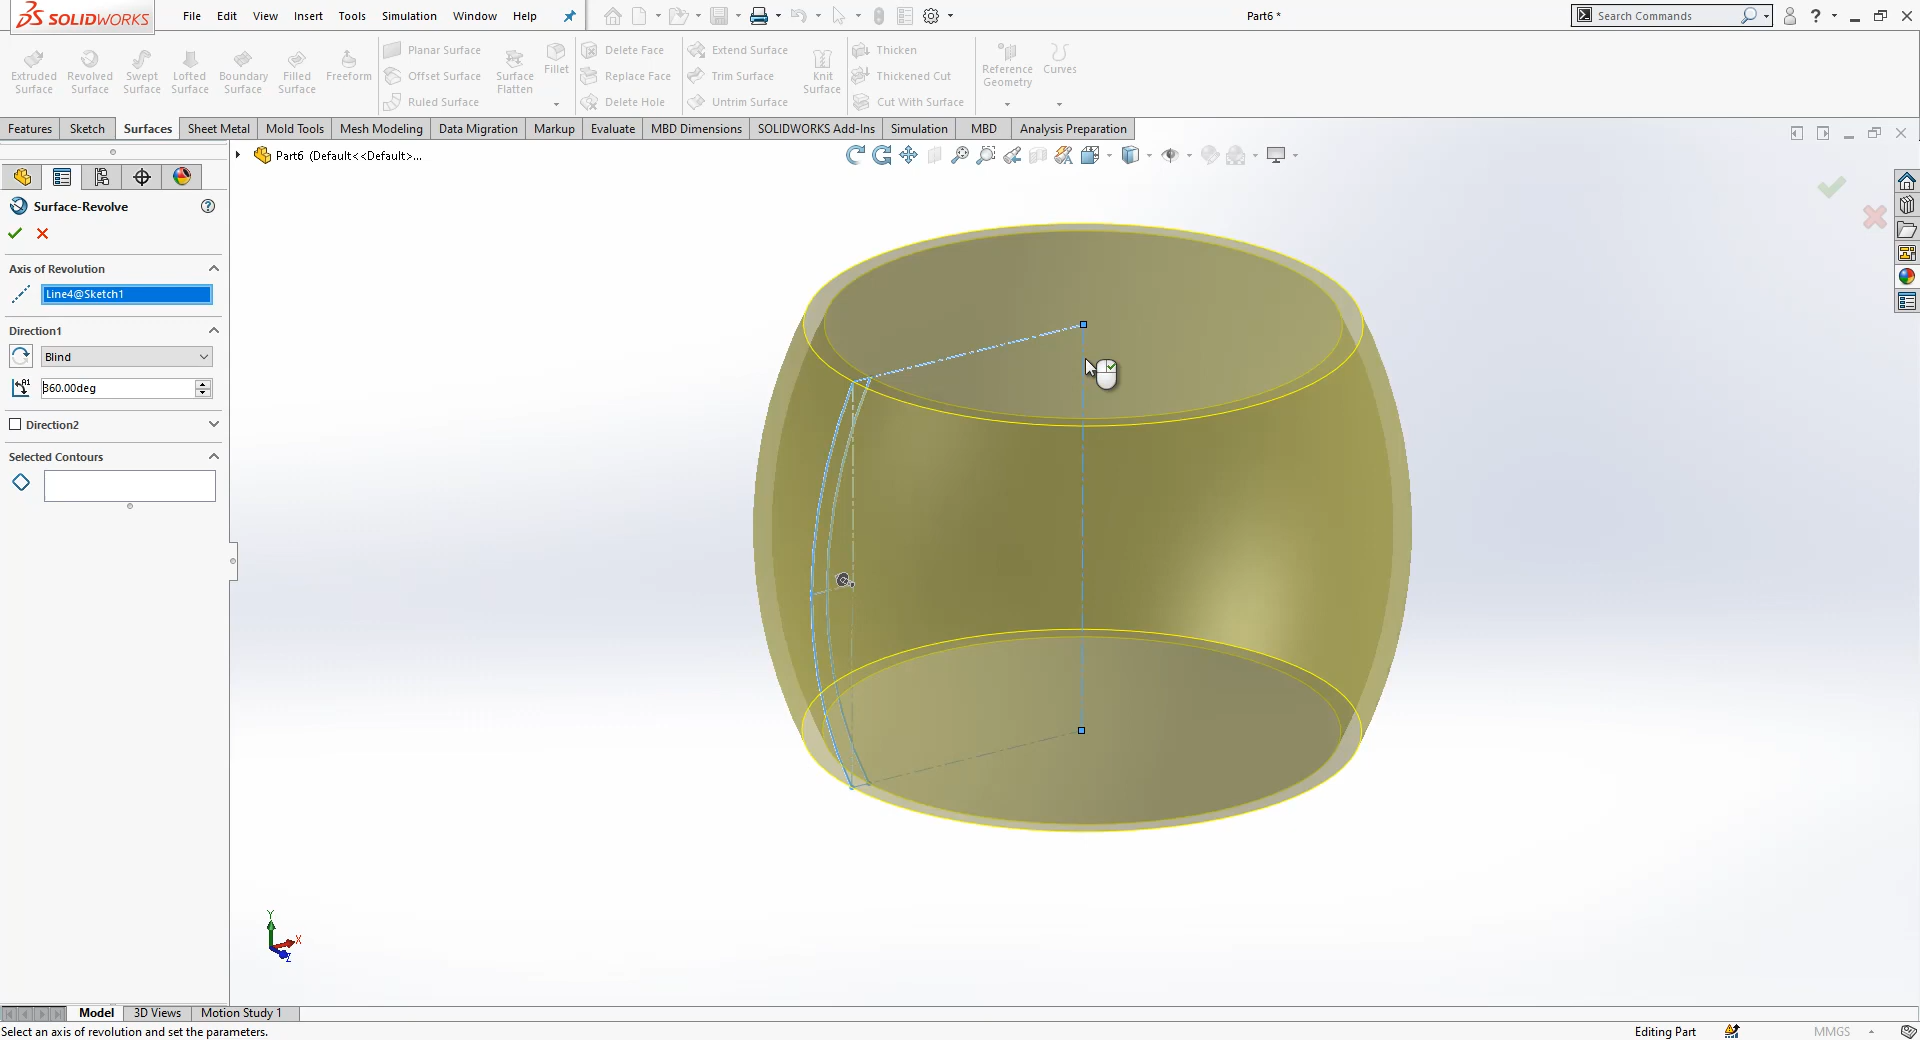 SOLIDWORKS
File Edit View Insert Tools Simulation Window Help
Part6 *
Search Commands
Extruded Surface
Revolved Surface
Swept Surface
Lofted Surface
Boundary Surface
Filled Surface
Freeform
Planar Surface
Offset Surface
Ruled Surface
Surface Flatten
Fillet
Delete Face
Replace Face
Delete Hole
Extend Surface
Trim Surface
Untrim Surface
Knit Surface
Thicken
Thickened Cut
Cut With Surface
Reference Geometry
Curves
Features Sketch Surfaces Sheet Metal Mold Tools Mesh Modeling Data Migration Markup Evaluate MBD Dimensions SOLIDWORKS Add-Ins Simulation MBD Analysis Preparation
Part6 (Default<<Default>...
Surface-Revolve
Axis of Revolution
Line4@Sketch1
Direction1
Blind
360.00deg
Direction2
Selected Contours
Y
X
Z
Model 3D Views Motion Study 1
Select an axis of revolution and set the parameters.
Editing Part
MMGS